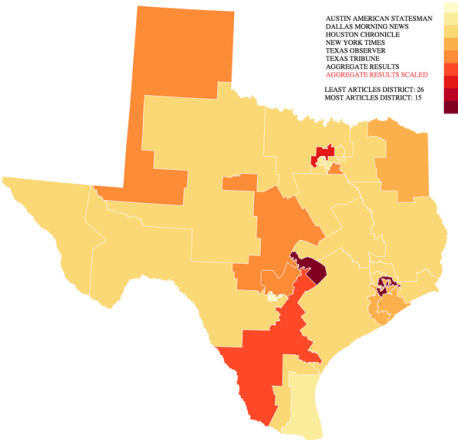 AUSTIN AMERICAN STATESMAN
DALLAS MORNING NEWS
HOUSTON CHRONICLE
NEW YORK TIMES
TEXAS OBSERVER
TEXAS TRIBUNE
AGGREGATE RESULTS
AGGREGATE RESULTS SCALED
LEAST ARTICLES DISTRICT: 26
MOST ARTICLES DISTRICT: 15